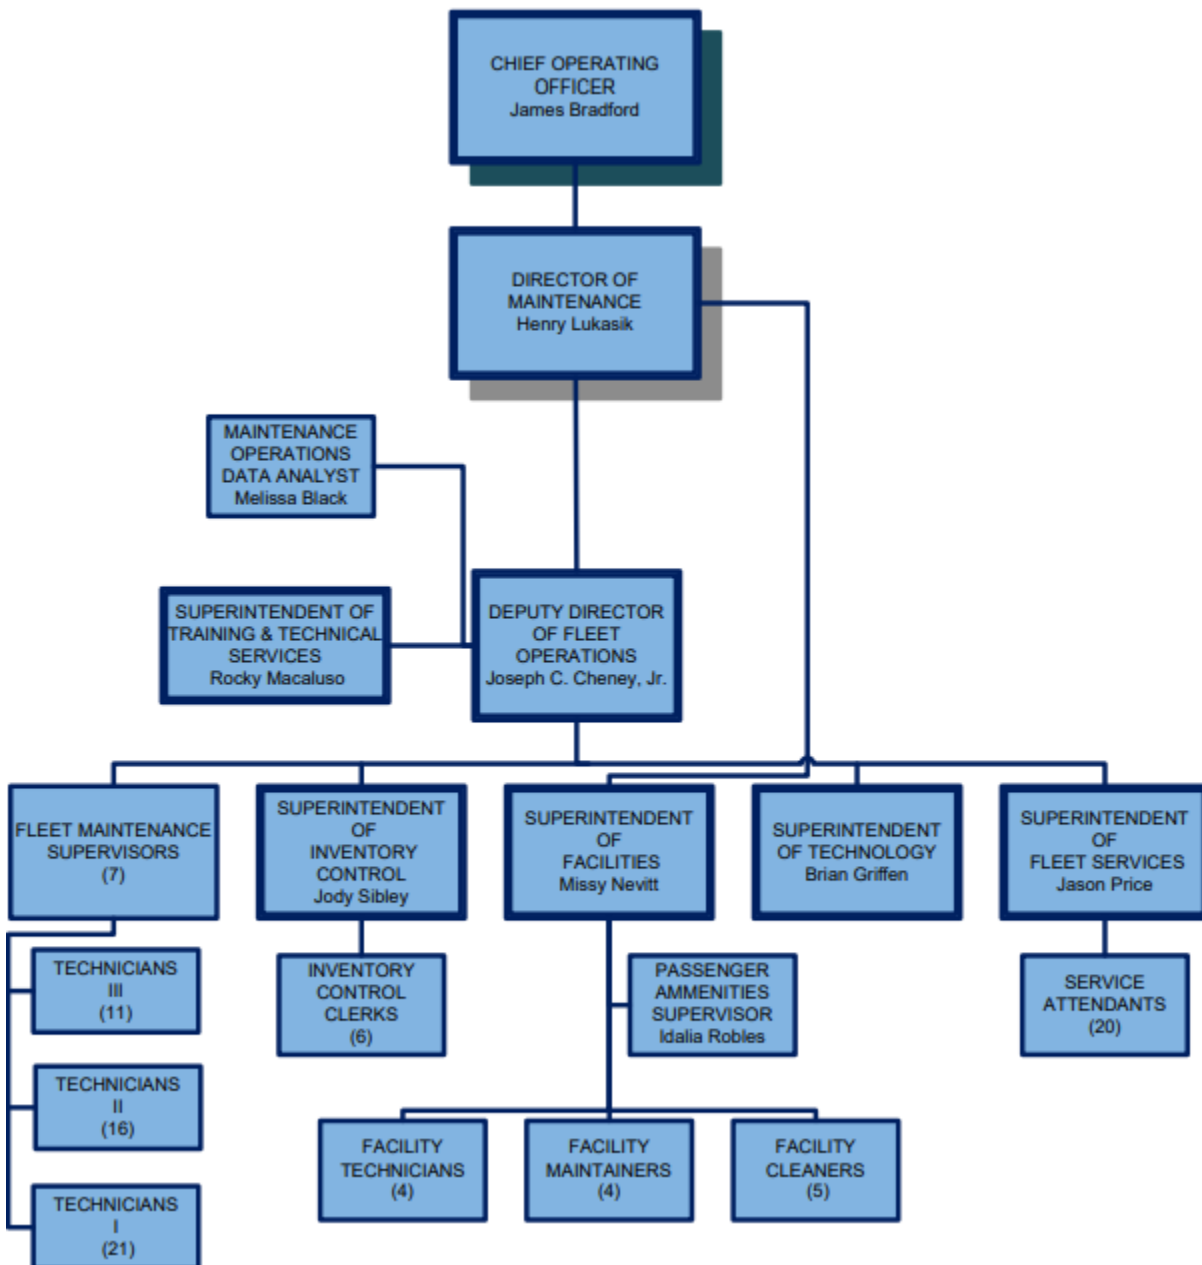 CHIEF OPERATING
OFFICER
James Bradford
DIRECTOR OF
MAINTENANCE
Henry Lukasik
MAINTENANCE
OPERATIONS
DATA ANALYST
Melissa Black
SUPERINTENDENT OF
TRAINING & TECHNICAL
SERVICES
Rocky Macaluso
DEPUTY DIRECTOR
OF FLEET
OPERATIONS
Joseph C. Cheney, Jr.
FLEET MAINTENANCE
SUPERVISORS
(7)
SUPERINTENDENT
OF
INVENTORY
CONTROL
Jody Sibley
SUPERINTENDENT
OF
FACILITIES
Missy Nevitt
SUPERINTENDENT
OF TECHNOLOGY
Brian Griffen
SUPERINTENDENT
OF
FLEET SERVICES
Jason Price
TECHNICIANS
III
(11)
INVENTORY
CONTROL
CLERKS
(6)
PASSENGER
AMMENITIES
SUPERVISOR
Idalia Robles
SERVICE
ATTENDANTS
(20)
TECHNICIANS
II
(16)
FACILITY
TECHNICIANS
(4)
FACILITY
MAINTAINERS
(4)
FACILITY
CLEANERS
(5)
TECHNICIANS
I
(21)